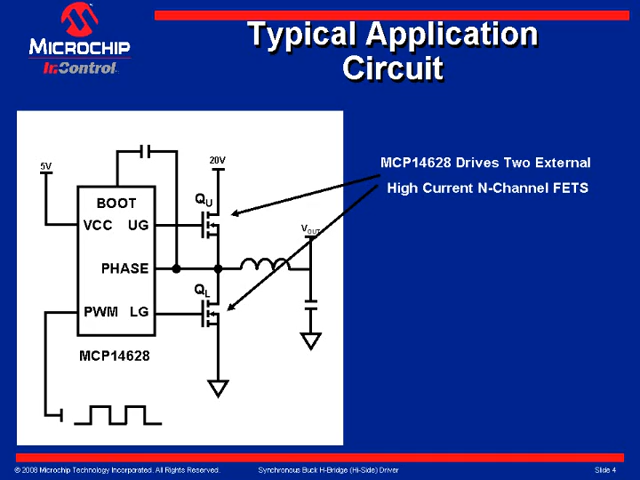 MICROCHIP
InControl™
Typical Application
Circuit
MCP14628 Drives Two External
High Current N-Channel FETS
5V
20V
BOOT
QU
VCC
UG
VOUT
PHASE
QL
PWM
LG
MCP14628
© 2008 Microchip Technology Incorporated. All Rights Reserved.
Synchronous Buck H-Bridge (Hi-Side) Driver
Slide 4